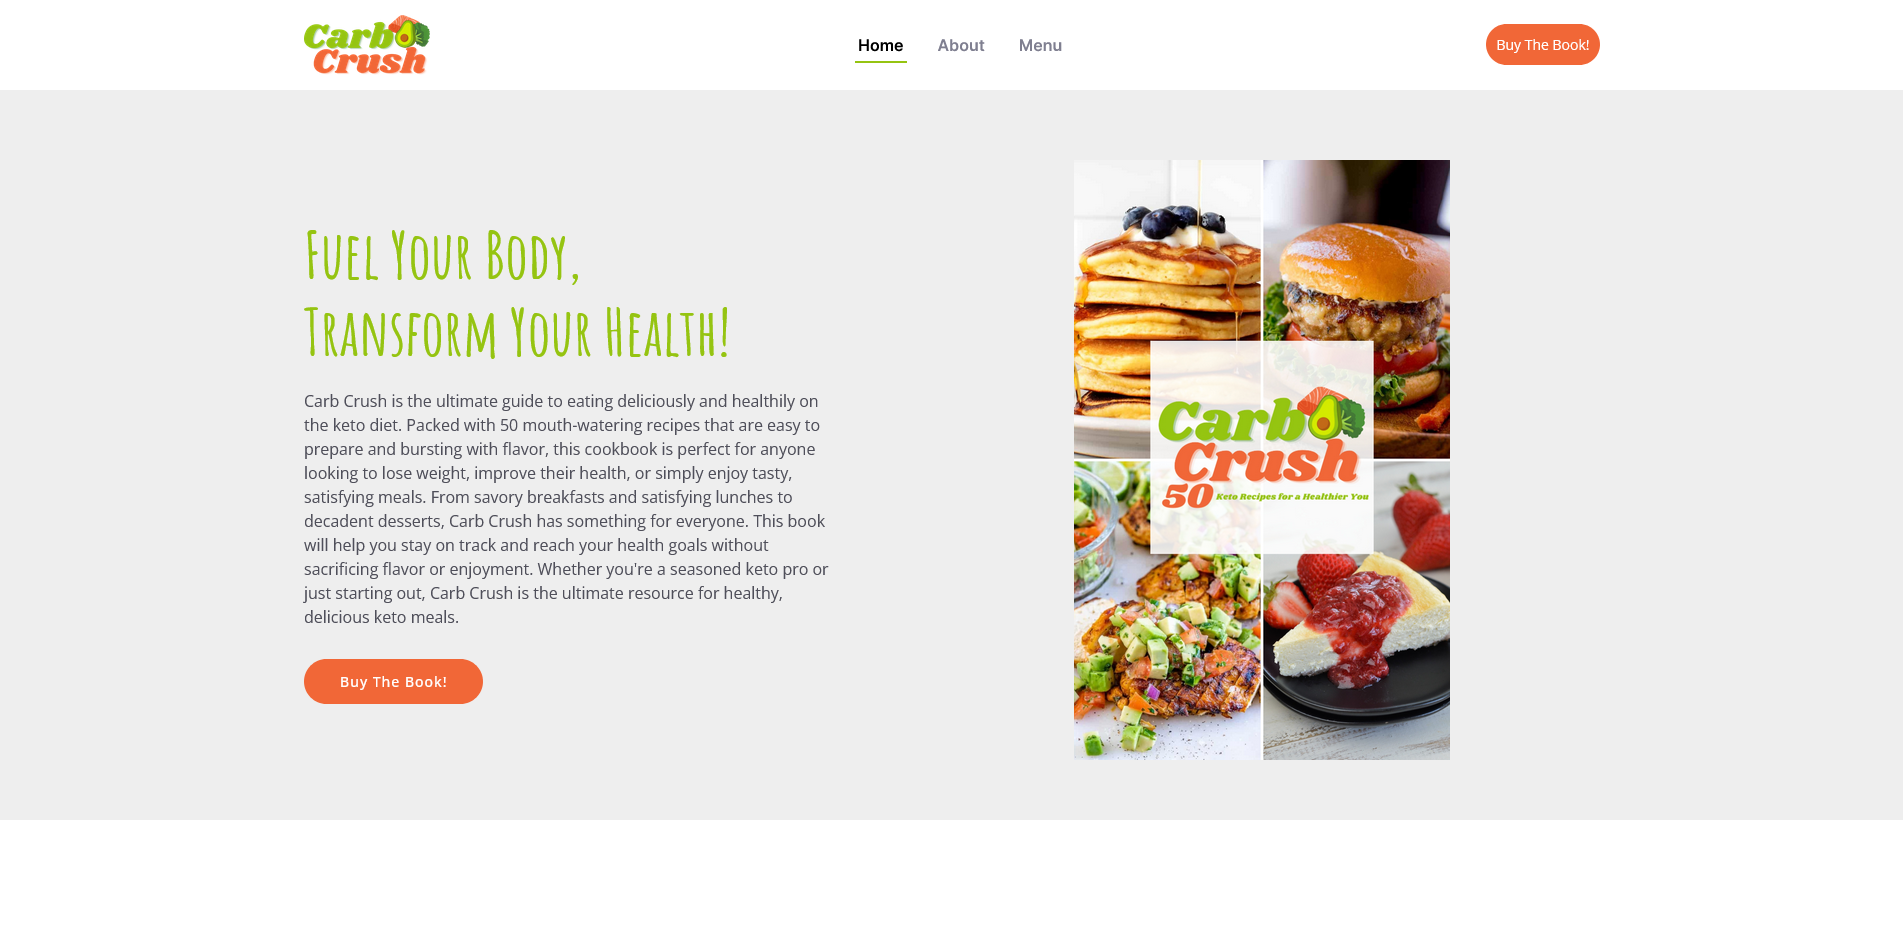 Carb
Crush
Home
About
Menu
Buy The Book!
Fuel Your Body,
Transform Your Health!
Carb Crush is the ultimate guide to eating deliciously and healthily on
the keto diet. Packed with 50 mouth-watering recipes that are easy to
prepare and bursting with flavor, this cookbook is perfect for anyone
looking to lose weight, improve their health, or simply enjoy tasty,
satisfying meals. From savory breakfasts and satisfying lunches to
decadent desserts, Carb Crush has something for everyone. This book
will help you stay on track and reach your health goals without
sacrificing flavor or enjoyment. Whether you're a seasoned keto pro or
just starting out, Carb Crush is the ultimate resource for healthy,
delicious keto meals.
Buy The Book!
Carb
Crush
50 Keto Recipes for a Healthier You